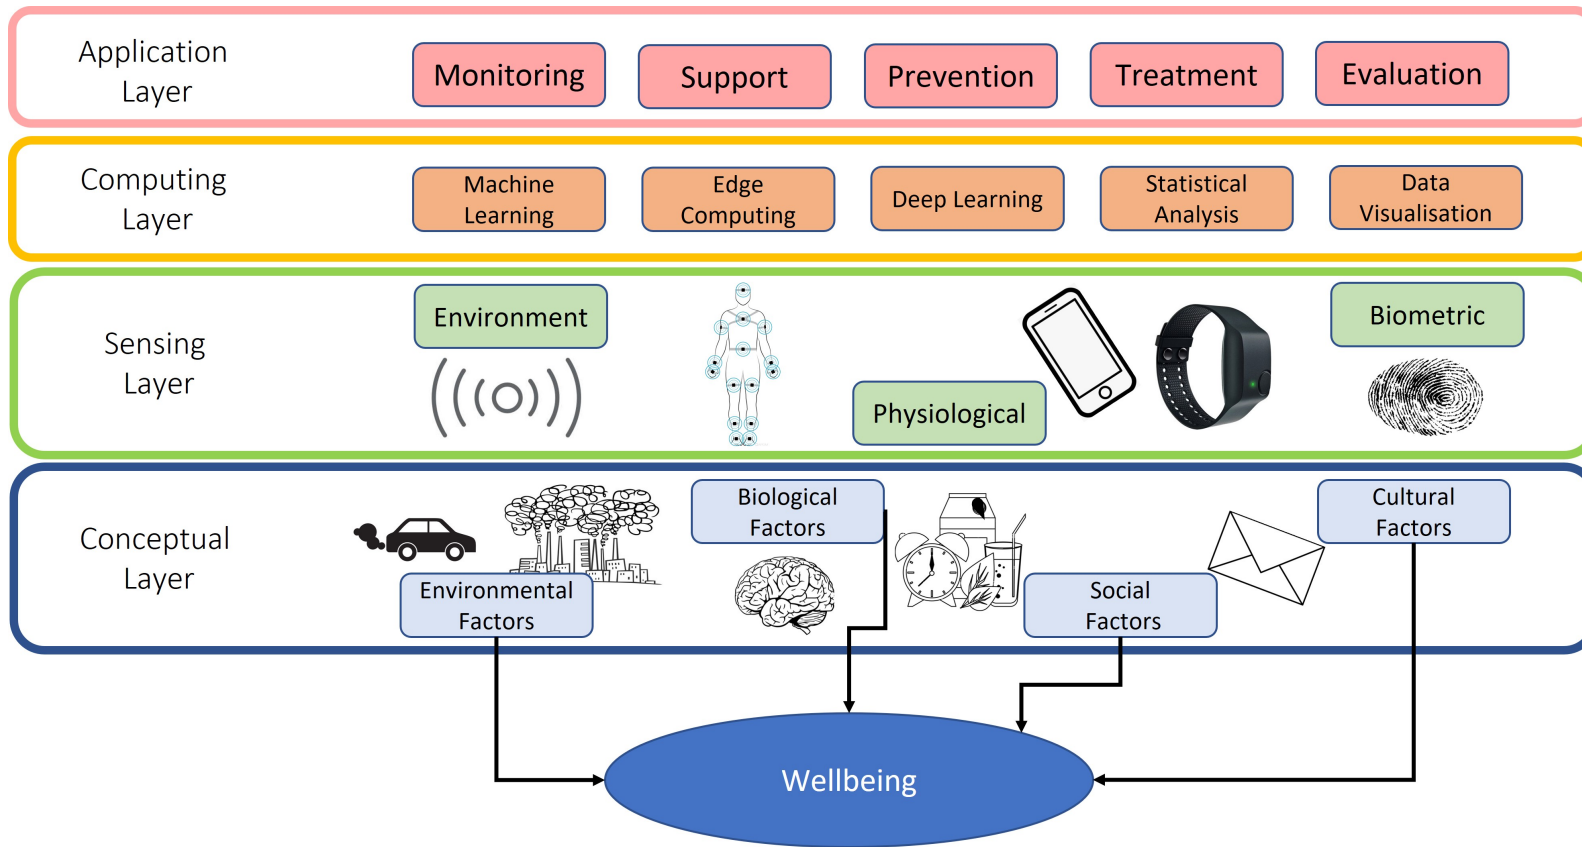 Application
Layer
Monitoring
Support
Prevention
Treatment
Evaluation
Computing
Layer
Machine
Learning
Edge
Computing
Deep Learning
Statistical
Analysis
Data
Visualisation
Sensing
Layer
Environment
Physiological
Biometric
Conceptual
Layer
Environmental
Factors
Biological
Factors
Social
Factors
Cultural
Factors
Wellbeing